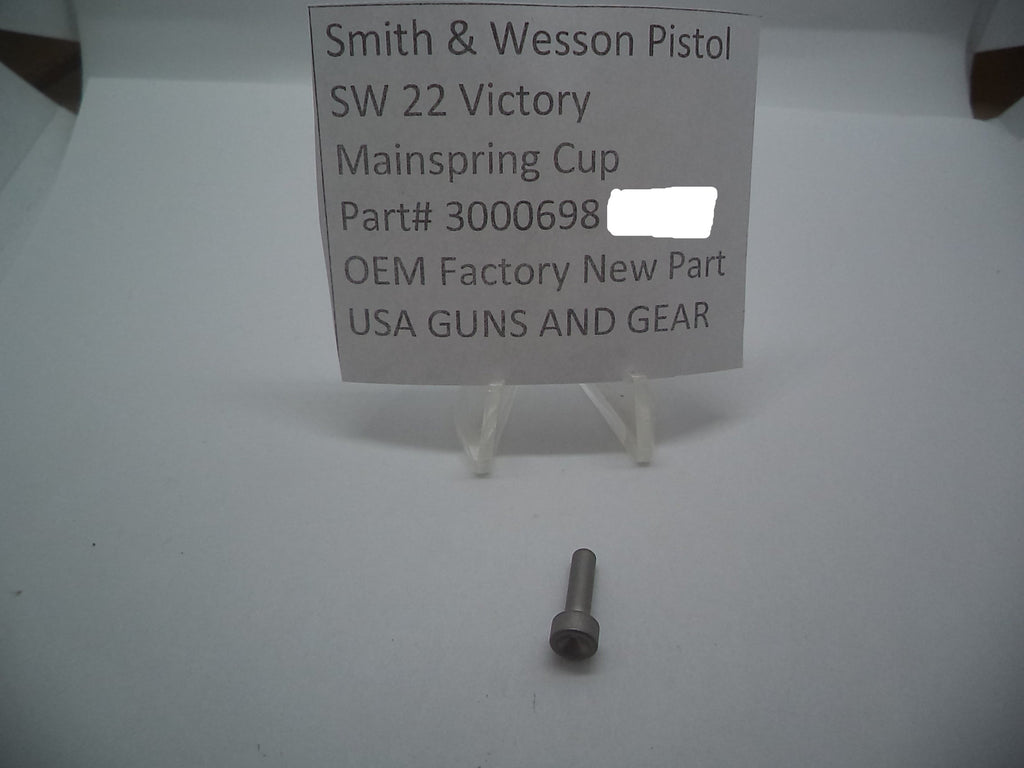 Smith & Wesson Pistol
SW 22 Victory
Mainspring Cup
Part# 3000698
OEM Factory New Part
USA GUNS AND GEAR